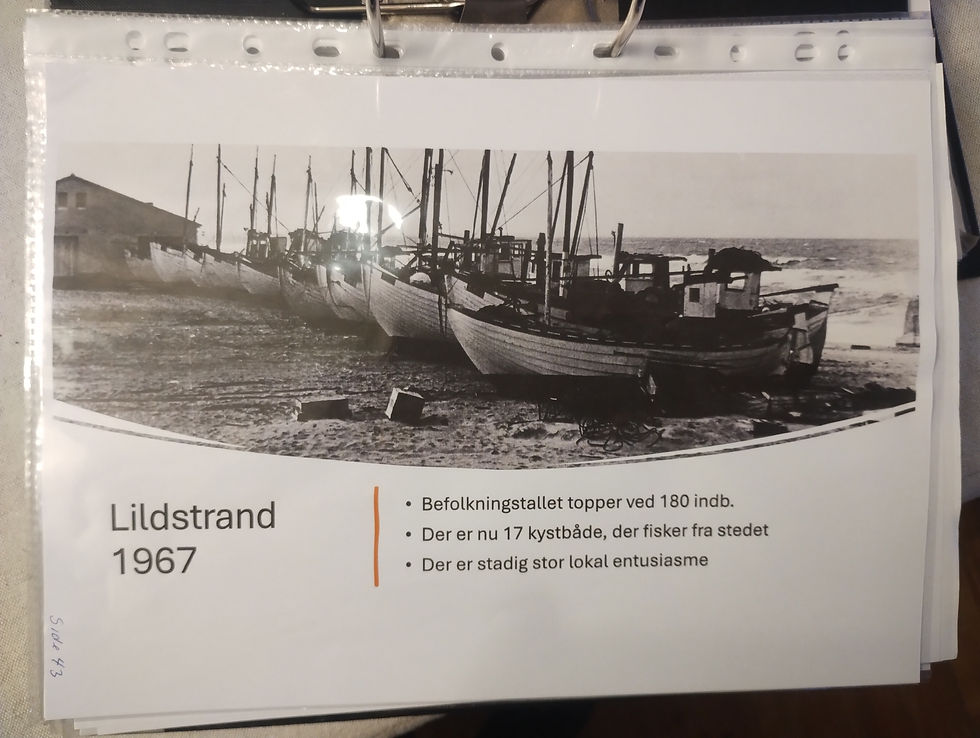 Lildstrand
1967
• Befolkningstallet topper ved 180 indb.
• Der er nu 17 kystbåde, der fisker fra stedet
• Der er stadig stor lokal entusiasme
Side 43